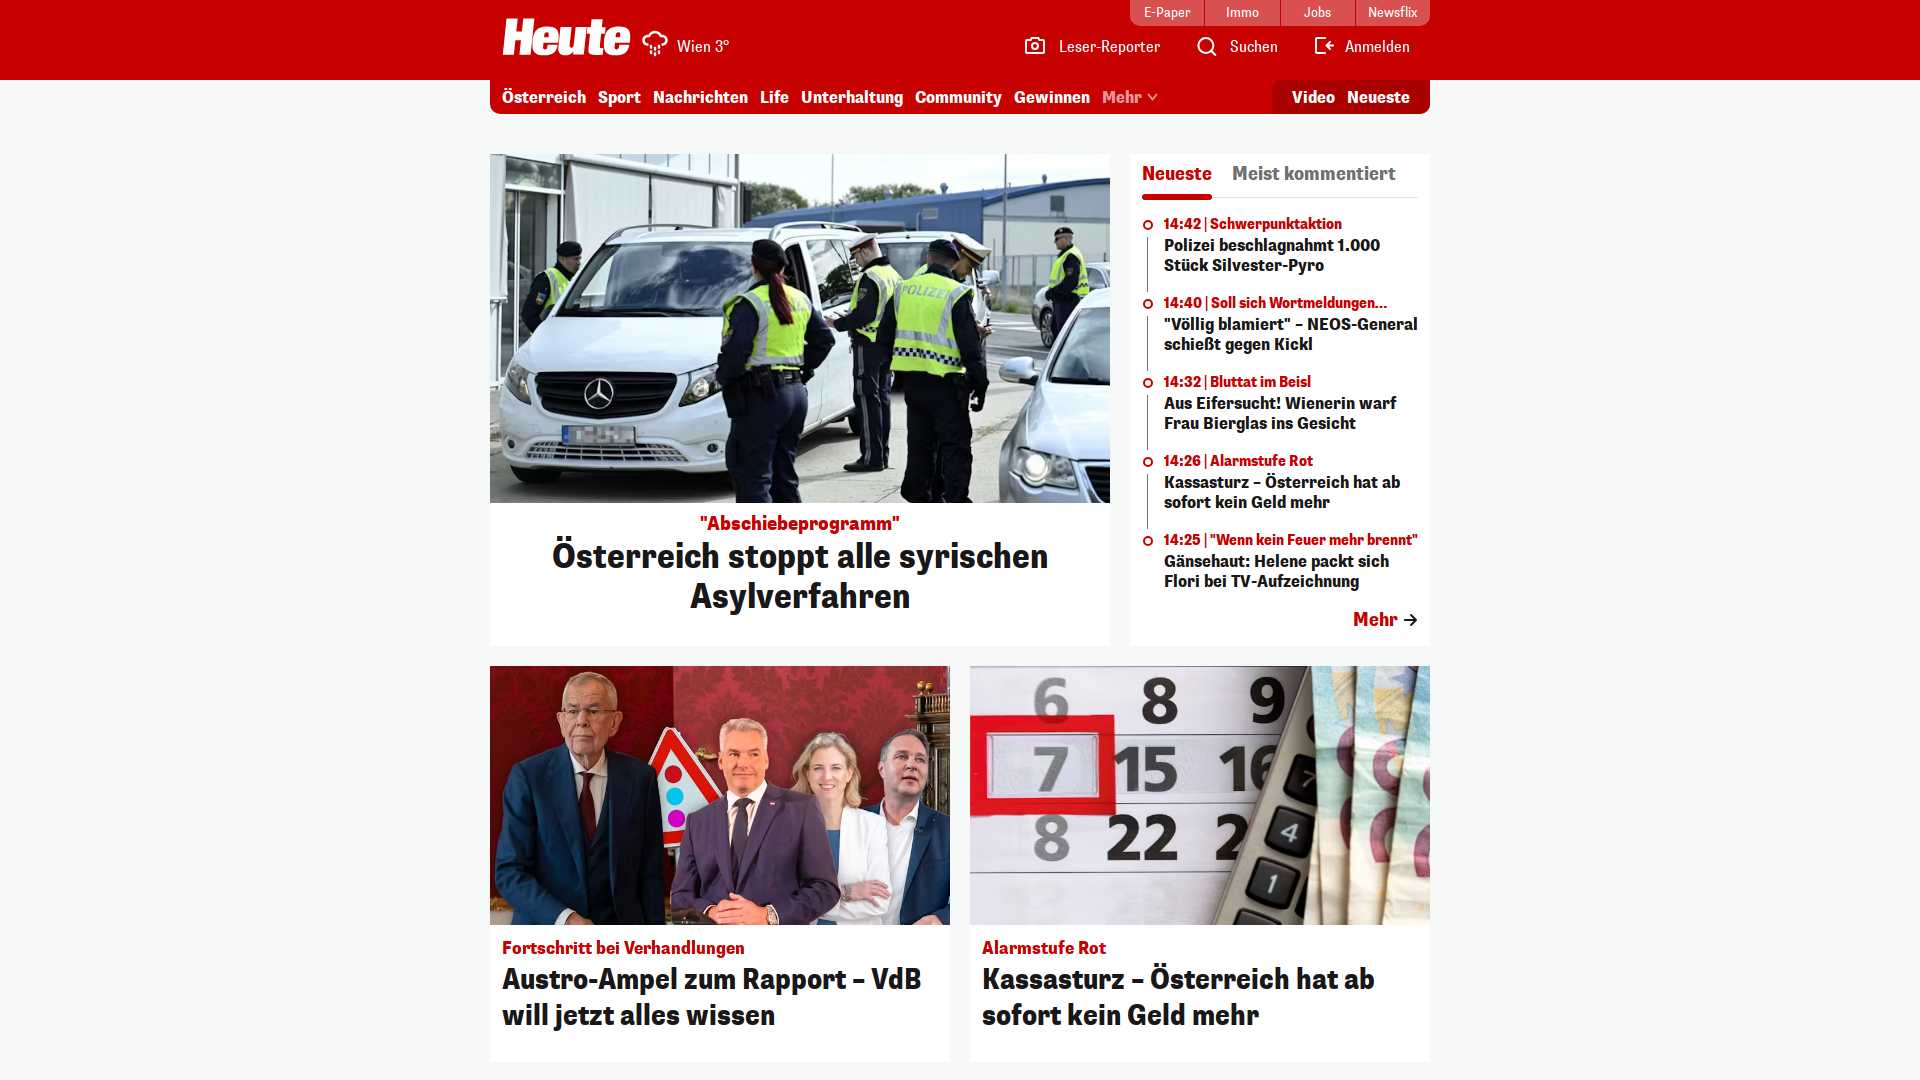 E-Paper
Immo
Jobs
Newsflix
Heute
Wien 3°
Leser-Reporter
Suchen
Anmelden
Österreich
Sport
Nachrichten
Life
Unterhaltung
Community
Gewinnen
Mehr
Video
Neueste
POLIZEI
"Abschiebeprogramm"
Österreich stoppt alle syrischen
Asylverfahren
Neueste
Meist kommentiert
14:42 | Schwerpunktaktion
Polizei beschlagnahmt 1.000
Stück Silvester-Pyro
14:40 | Soll sich Wortmeldungen...
"Völlig blamiert" – NEOS-General
schießt gegen Kickl
14:32 | Bluttat im Beisl
Aus Eifersucht! Wienerin warf
Frau Bierglas ins Gesicht
14:26 | Alarmstufe Rot
Kassasturz – Österreich hat ab
sofort kein Geld mehr
14:25 | "Wenn kein Feuer mehr brennt"
Gänsehaut: Helene packt sich
Flori bei TV-Aufzeichnung
Mehr
Fortschritt bei Verhandlungen
Austro-Ampel zum Rapport – VdB
will jetzt alles wissen
6 8 9
7 15 16
8 22
7
4
1
Alarmstufe Rot
Kassasturz – Österreich hat ab
sofort kein Geld mehr